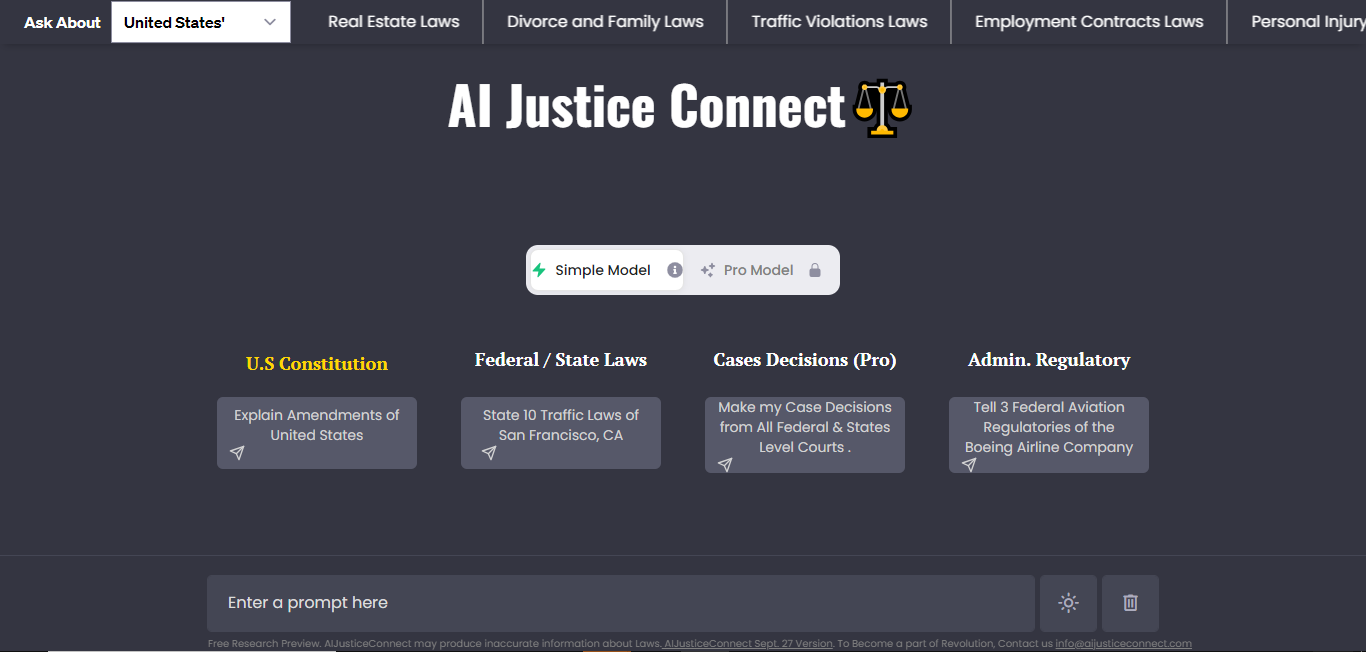 Ask About United States' Real Estate Laws Divorce and Family Laws Traffic Violations Laws Employment Contracts Laws Personal Injury
AI Justice Connect
Simple Model Pro Model
U.S Constitution Federal / State Laws Cases Decisions (Pro) Admin. Regulatory
Explain Amendments of
United States
State 10 Traffic Laws of
San Francisco, CA
Make my Case Decisions
from All Federal & States
Level Courts .
Tell 3 Federal Aviation
Regulatories of the
Boeing Airline Company
Enter a prompt here
Free Research Preview. AIJusticeConnect may produce inaccurate information about Laws. AIJusticeConnect Sept. 27 Version. To Become a part of Revolution, Contact us info@aijusticeconnect.com